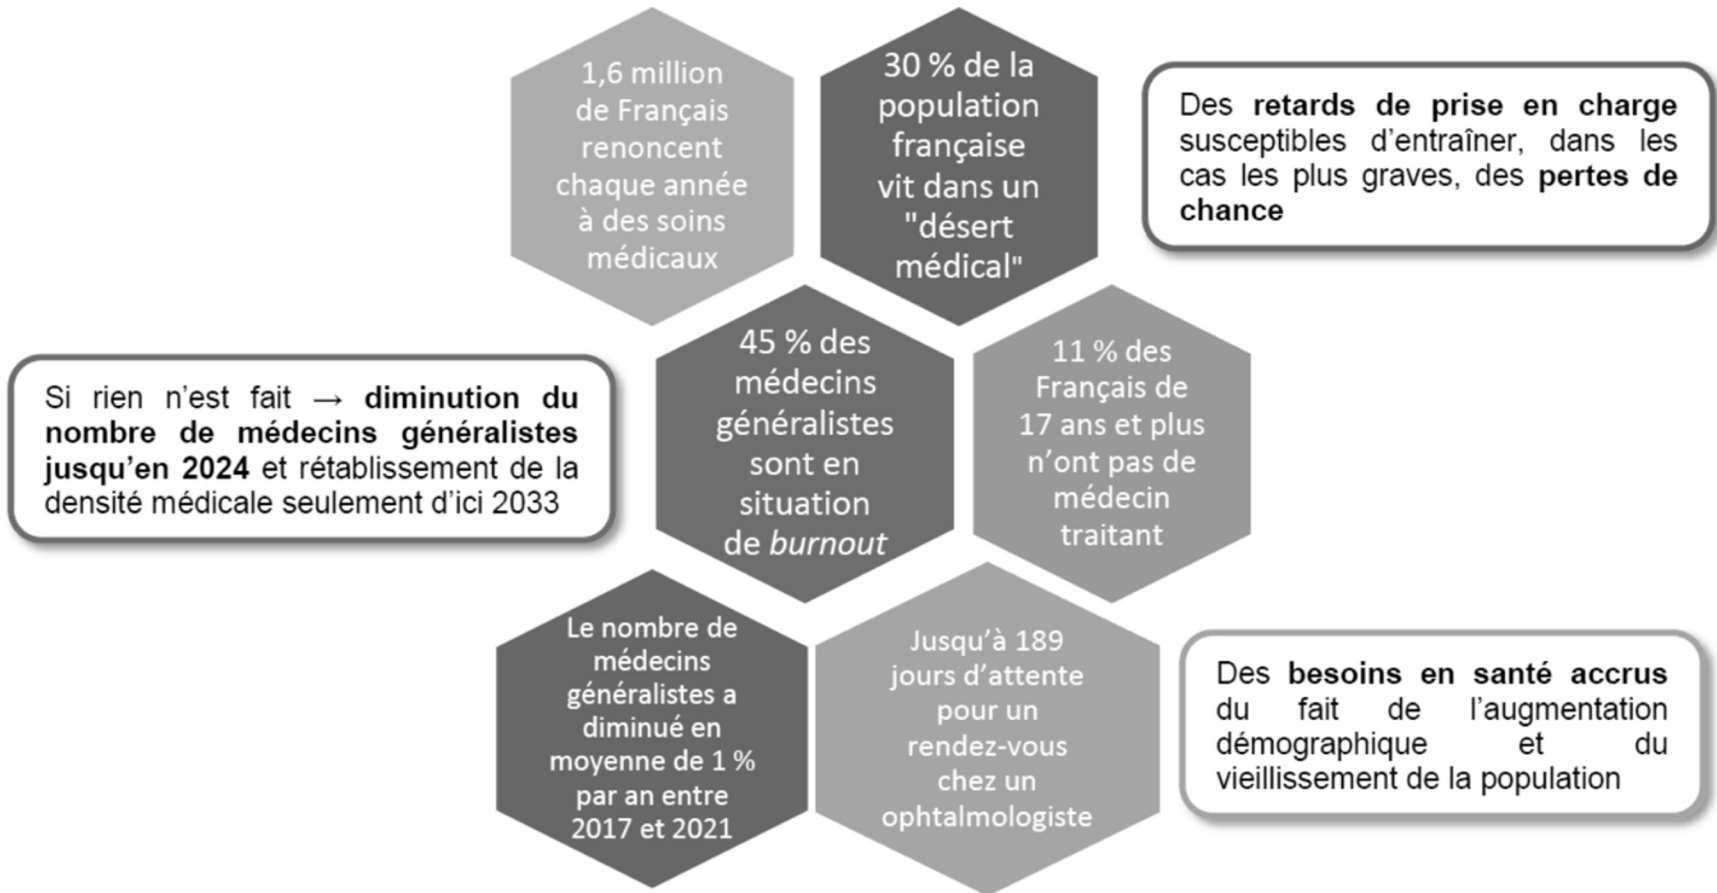 1,6 million
de Français
renoncent
chaque année
à des soins
médicaux
30 % de la
population
française
vit dans un
"désert
médical"
Des retards de prise en charge
susceptibles d’entraîner, dans les
cas les plus graves, des pertes de
chance
Si rien n’est fait → diminution du
nombre de médecins généralistes
jusqu’en 2024 et rétablissement de la
densité médicale seulement d’ici 2033
45 % des
médecins
généralistes
sont en
situation
de burnout
11 % des
Français de
17 ans et plus
n’ont pas de
médecin
traitant
Le nombre de
médecins
généralistes a
diminué en
moyenne de 1 %
par an entre
2017 et 2021
Jusqu’à 189
jours d’attente
pour un
rendez-vous
chez un
ophtalmologiste
Des besoins en santé accrus
du fait de l’augmentation
démographique et du
vieillissement de la population